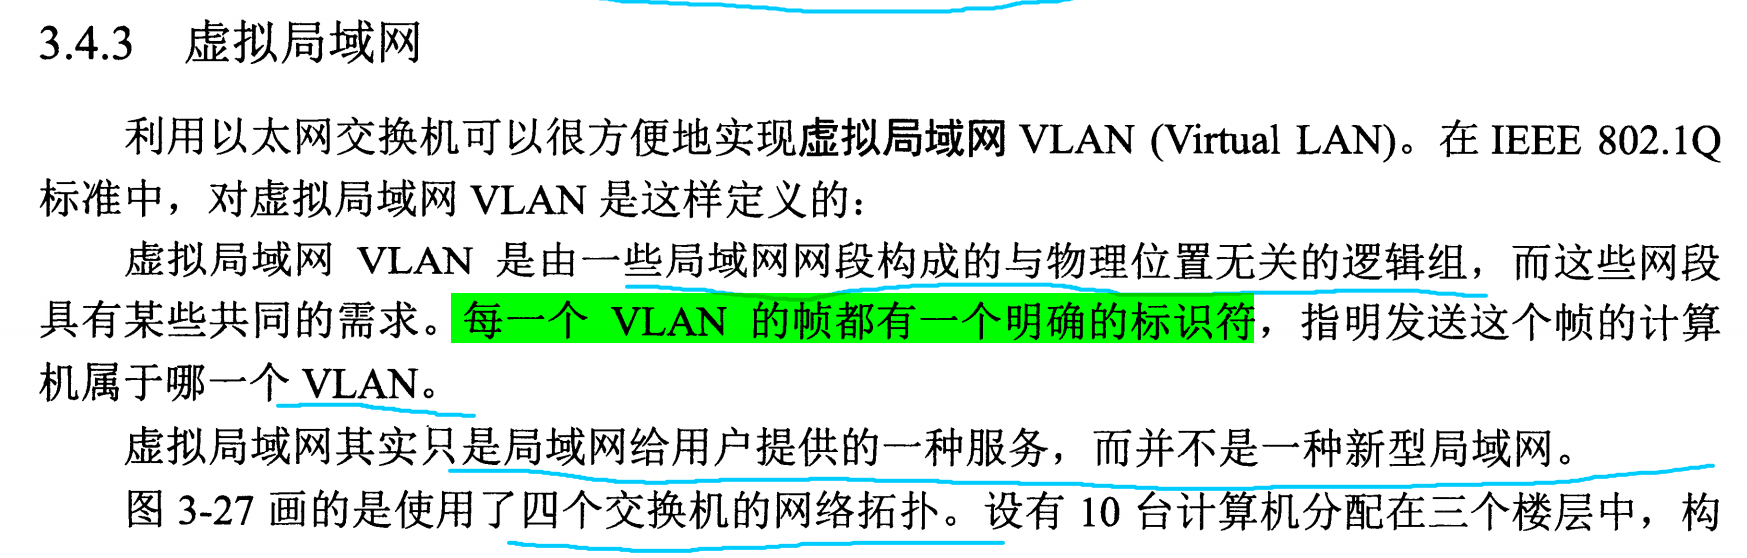 3.4.3 虚拟局域网
利用以太网交换机可以很方便地实现虚拟局域网 VLAN (Virtual LAN)。在 IEEE 802.1Q
标准中，对虚拟局域网 VLAN 是这样定义的：
虚拟局域网 VLAN 是由一些局域网网段构成的与物理位置无关的逻辑组，而这些网段
具有某些共同的需求。每一个 VLAN 的帧都有一个明确的标识符，指明发送这个帧的计算
机属于哪一个 VLAN。
虚拟局域网其实只是局域网给用户提供的一种服务，而并不是一种新型局域网。
图 3-27 画的是使用了四个交换机的网络拓扑。设有 10 台计算机分配在三个楼层中，构